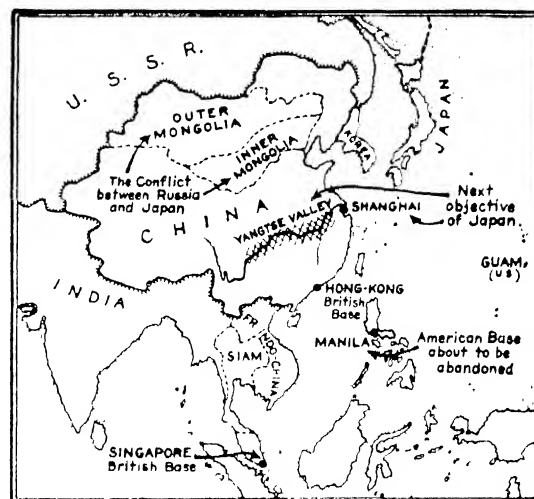 U. S. S. R.
OUTER
MONGOLIA
INNER
MONGOLIA
JAPAN
KOREA
The Conflict
between Russia
and Japan
CHINA
YANGTSE VALLEY
SHANGHAI
Next
objective
of Japan.
GUAM.
(U S)
INDIA
HONG-KONG
British
Base
FR. INDO-CHINA
SIAM
MANILA
American Base
about to be
abandoned
SINGAPORE
British Base